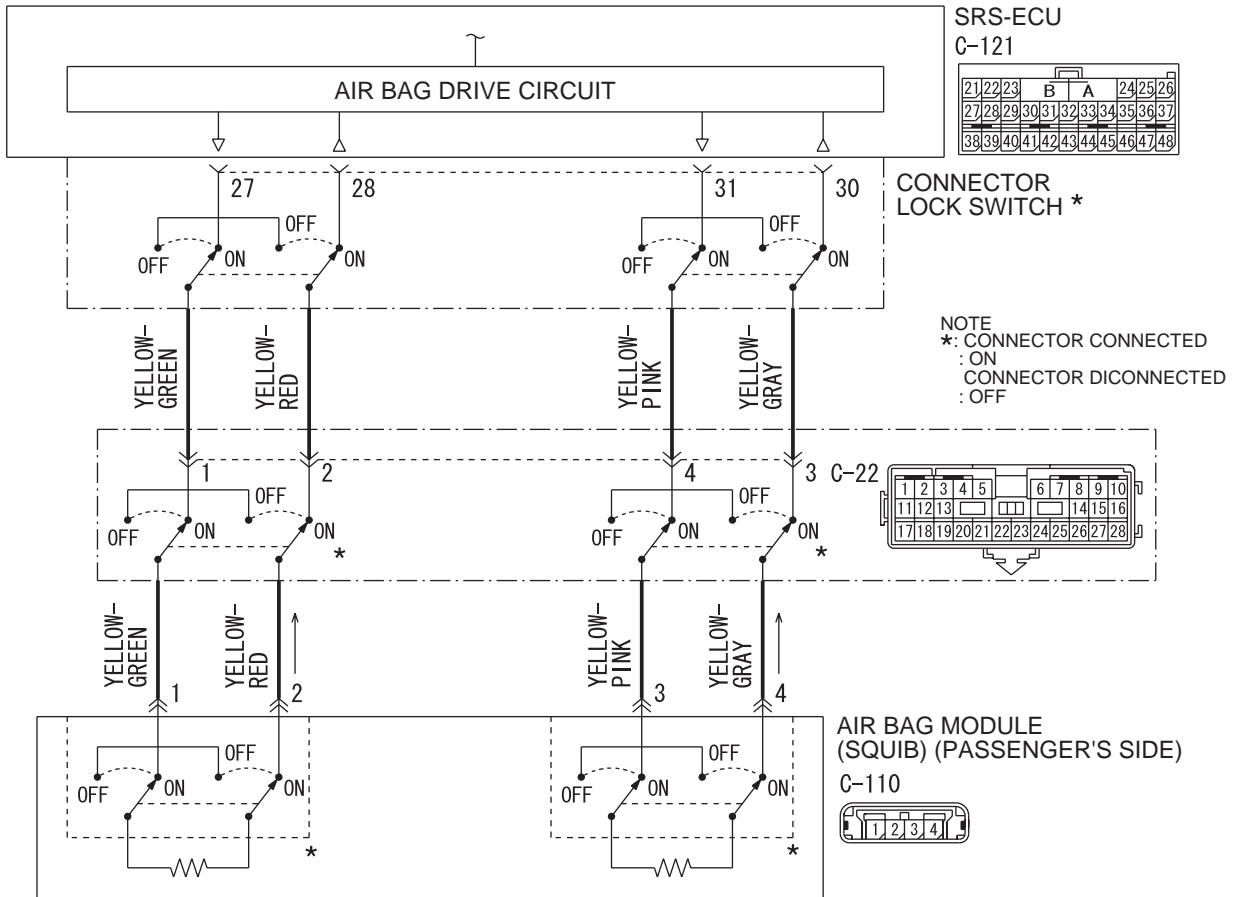 SRS-ECU
C-121
AIR BAG DRIVE CIRCUIT
21 22 23 B A 24 25 26
27 28 29 30 31 32 33 34 35 36 37
38 39 40 41 42 43 44 45 46 47 48
27 28 31 30
CONNECTOR
LOCK SWITCH *
OFF OFF
OFF ON ON OFF ON ON
YELLOW-
GREEN
YELLOW-
RED
YELLOW-
PINK
YELLOW-
GRAY
NOTE
*: CONNECTOR CONNECTED
: ON
CONNECTOR DICONNECTED
: OFF
1 2 4 3 C-22
1 2 3 4 5 6 7 8 9 10
11 12 13 14 15 16
17 18 19 20 21 22 23 24 25 26 27 28
OFF OFF
OFF ON ON OFF ON ON
* *
YELLOW-
GREEN
YELLOW-
RED
YELLOW-
PINK
YELLOW-
GRAY
1 2 3 4
AIR BAG MODULE
(SQUIB) (PASSENGER'S SIDE)
C-110
1 2 3 4
OFF OFF
OFF ON ON OFF ON ON
* *